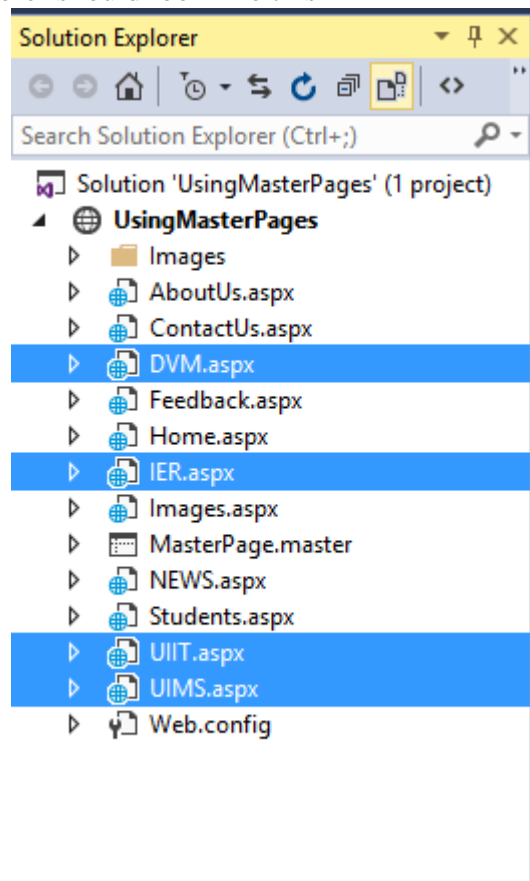 Solution Explorer
Search Solution Explorer (Ctrl+;)
Solution 'UsingMasterPages' (1 project)
UsingMasterPages
Images
AboutUs.aspx
ContactUs.aspx
DVM.aspx
Feedback.aspx
Home.aspx
IER.aspx
Images.aspx
MasterPage.master
NEWS.aspx
Students.aspx
UIIT.aspx
UIMS.aspx
Web.config